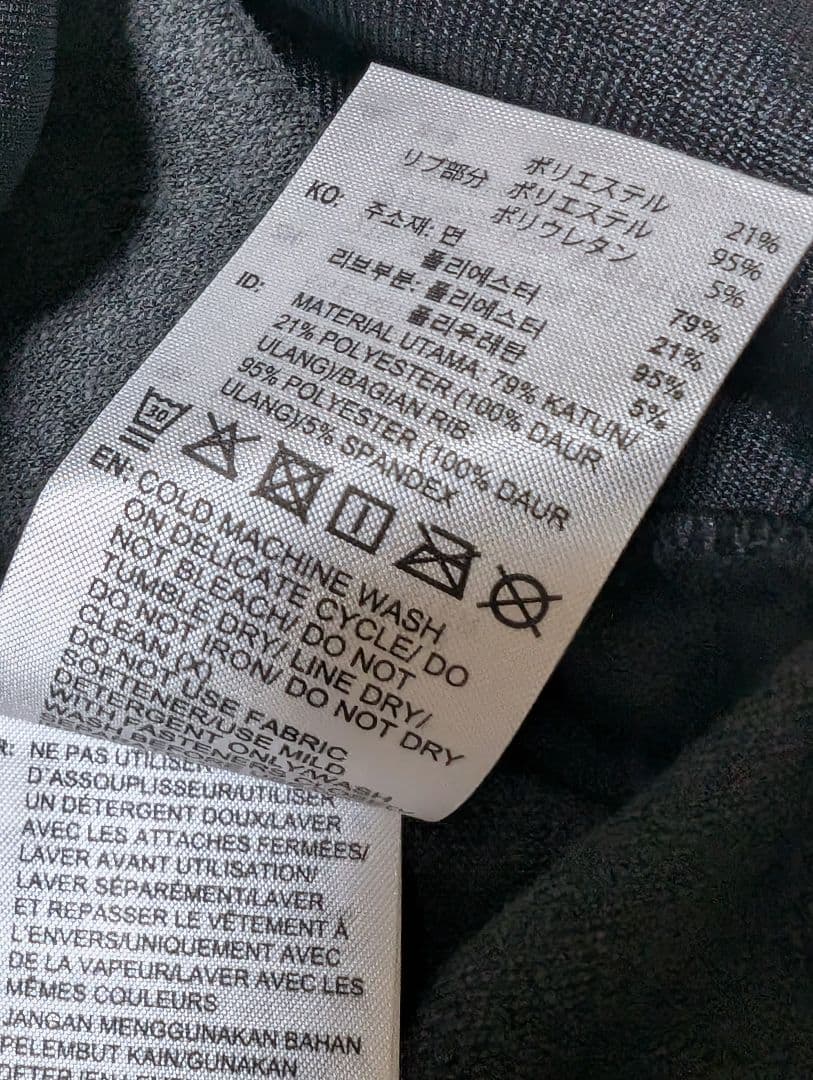 ポリエステル 21%
リブ部分 ポリエステル 95%
ポリウレタン 5%
KO: 주소재: 면 79%
폴리에스터 21%
리브부분: 폴리에스터 95%
폴리우레탄 5%
ID: MATERIAL UTAMA: 79% KATUN/
21% POLYESTER (100% DAUR
ULANG)/BAGIAN RIB:
95% POLYESTER (100% DAUR
ULANG)/5% SPANDEX
30
EN: COLD MACHINE WASH
ON DELICATE CYCLE/ DO
NOT BLEACH/ DO NOT
TUMBLE DRY/ LINE DRY/
DO NOT IRON/ DO NOT DRY
CLEAN (X)
DO NOT USE FABRIC
SOFTENER/USE MILD
DETERGENT ONLY/WASH
WITH FASTENERS
R: NE PAS UTILISER
D'ASSOUPLISSEUR/UTILISER
UN DÉTERGENT DOUX/LAVER
AVEC LES ATTACHES FERMÉES/
LAVER AVANT UTILISATION/
LAVER SÉPARÉMENT/LAVER
ET REPASSER LE VÊTEMENT À
L'ENVERS/UNIQUEMENT AVEC
DE LA VAPEUR/LAVER AVEC LES
MÊMES COULEURS
JANGAN MENGGUNAKAN BAHAN
PELEMBUT KAIN/GUNAKAN